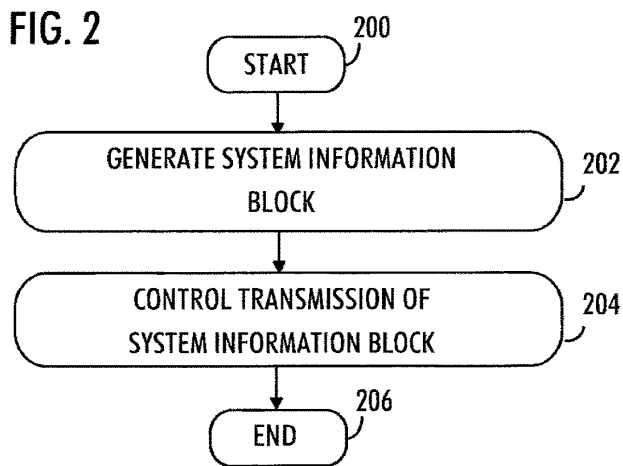 FIG. 2
200
START
GENERATE SYSTEM INFORMATION
BLOCK
202
CONTROL TRANSMISSION OF
SYSTEM INFORMATION BLOCK
204
206
END